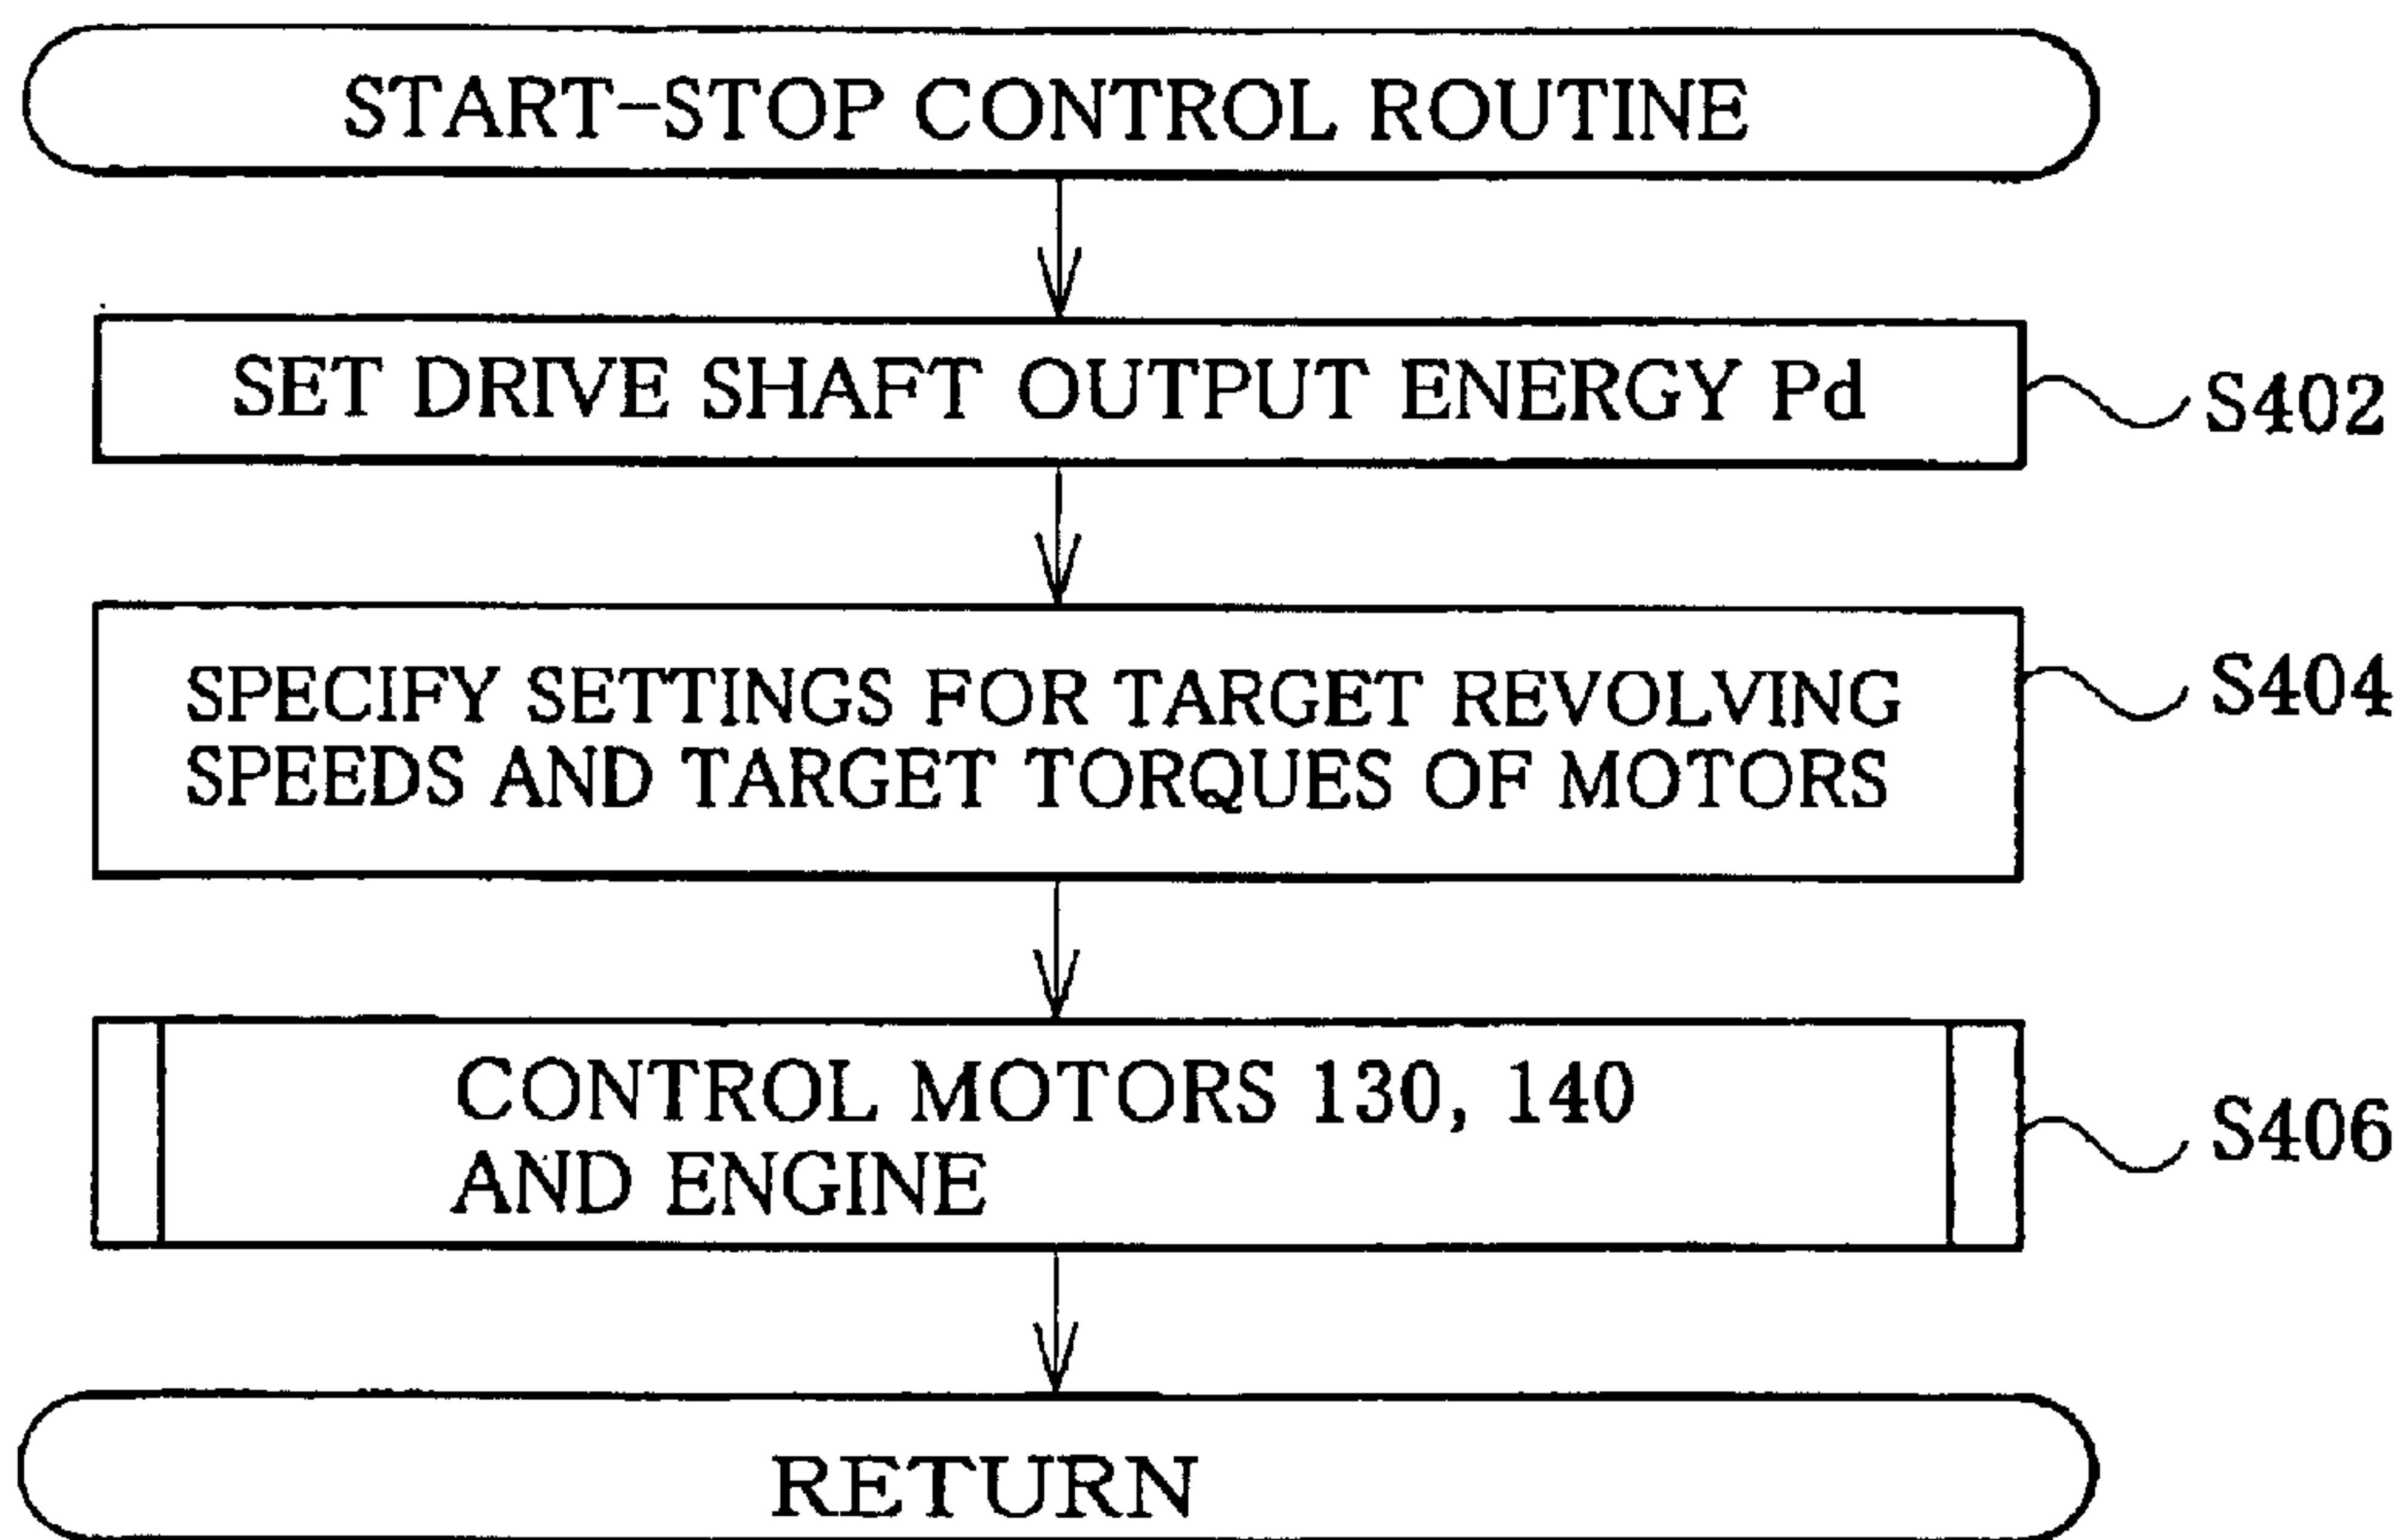 START-STOP CONTROL ROUTINE
SET DRIVE SHAFT OUTPUT ENERGY Pd
S402
SPECIFY SETTINGS FOR TARGET REVOLVING
SPEEDS AND TARGET TORQUES OF MOTORS
S404
CONTROL MOTORS 130, 140
AND ENGINE
S406
RETURN